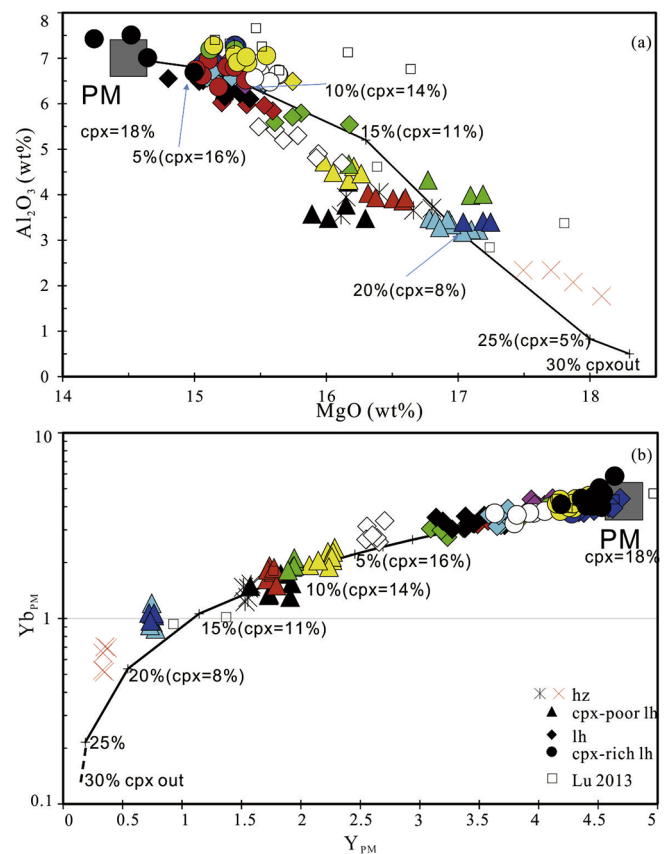 8
(a)
7
6
5
4
3
2
1
0
Al2O3 (wt%)
PM
cpx=18%
5%(cpx=16%)
10%(cpx=14%)
15%(cpx=11%)
20%(cpx=8%)
25%(cpx=5%)
30% cpxout
14 15 16 17 18
MgO (wt%)
10
(b)
1
0.1
YbPM
PM
cpx=18%
5%(cpx=16%)
10%(cpx=14%)
15%(cpx=11%)
20%(cpx=8%)
25%
30% cpx out
hz
cpx-poor lh
lh
cpx-rich lh
Lu 2013
0 0.5 1 1.5 2 2.5 3 3.5 4 4.5 5
YPM